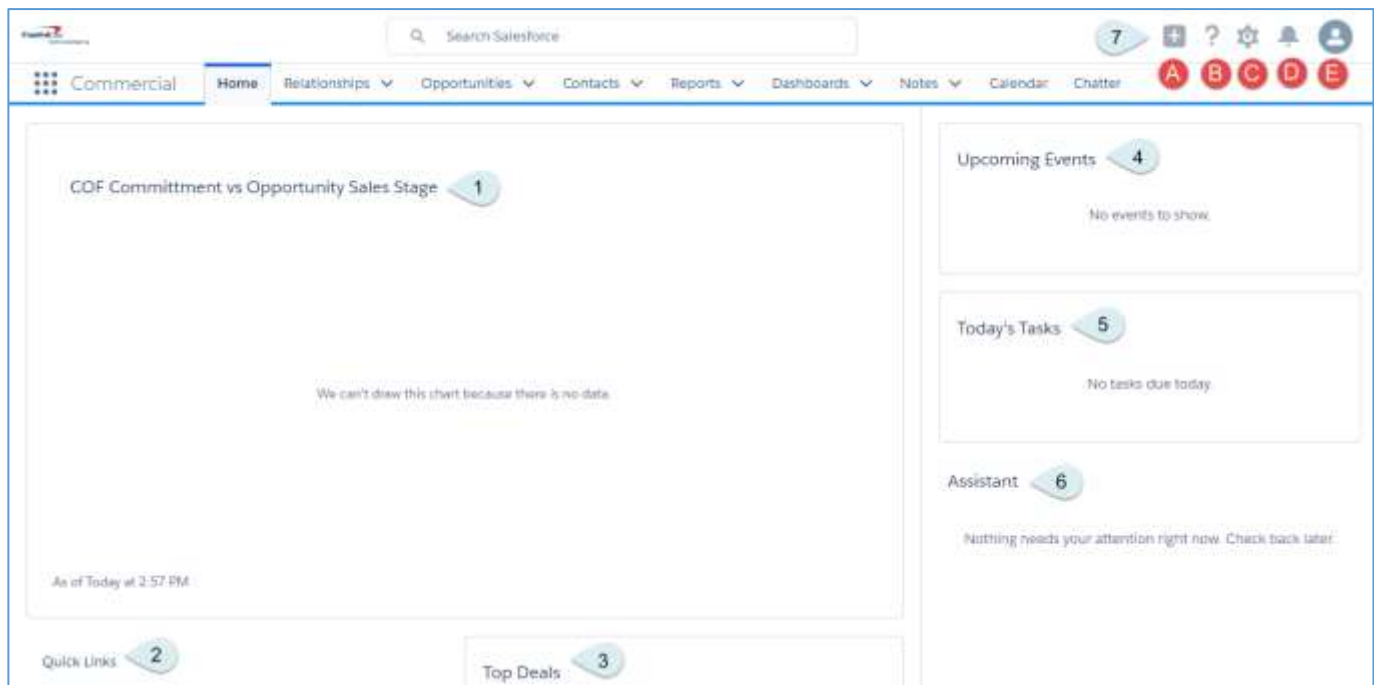 Search Salesforce
7
A B C D E
Commercial Home Relationships Opportunities Contacts Reports Dashboards Notes Calendar Chatter
COF Committment vs Opportunity Sales Stage 1
We can't draw this chart because there is no data.
As of Today at 2:57 PM
Quick Links 2
Top Deals 3
Upcoming Events 4
No events to show.
Today's Tasks 5
No tasks due today.
Assistant 6
Nothing needs your attention right now. Check back later.